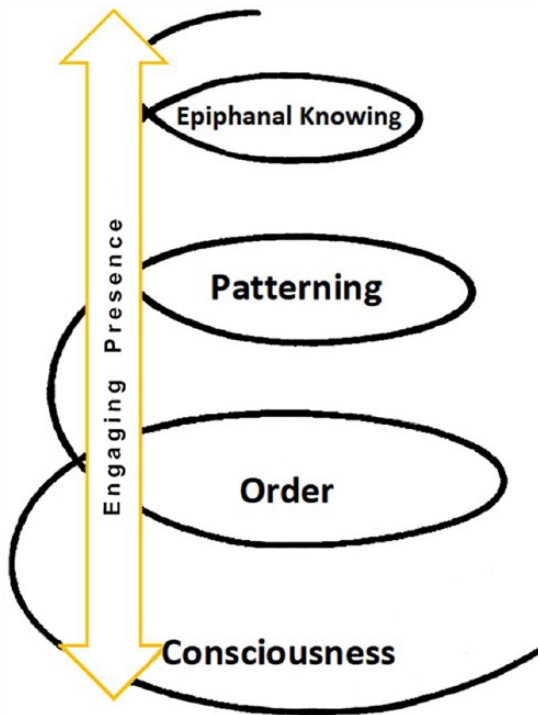 Epiphanal Knowing
Patterning
Engaging Presence
Order
Consciousness